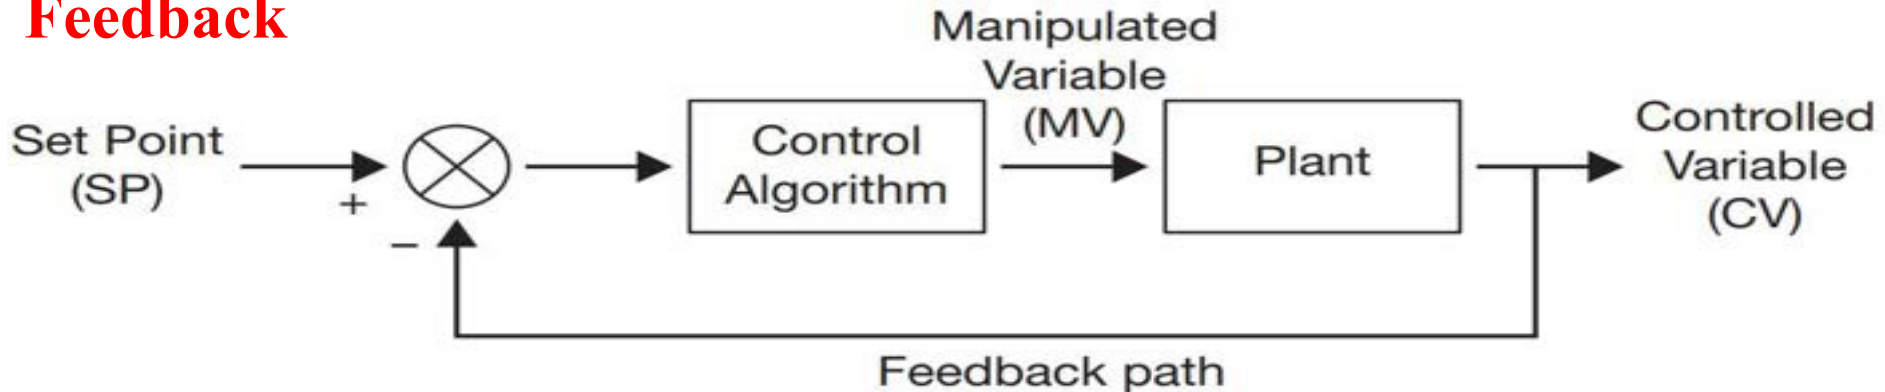 Feedback
Manipulated
Variable
(MV)
Set Point
(SP)
+
−
Control
Algorithm
Plant
Controlled
Variable
(CV)
Feedback path